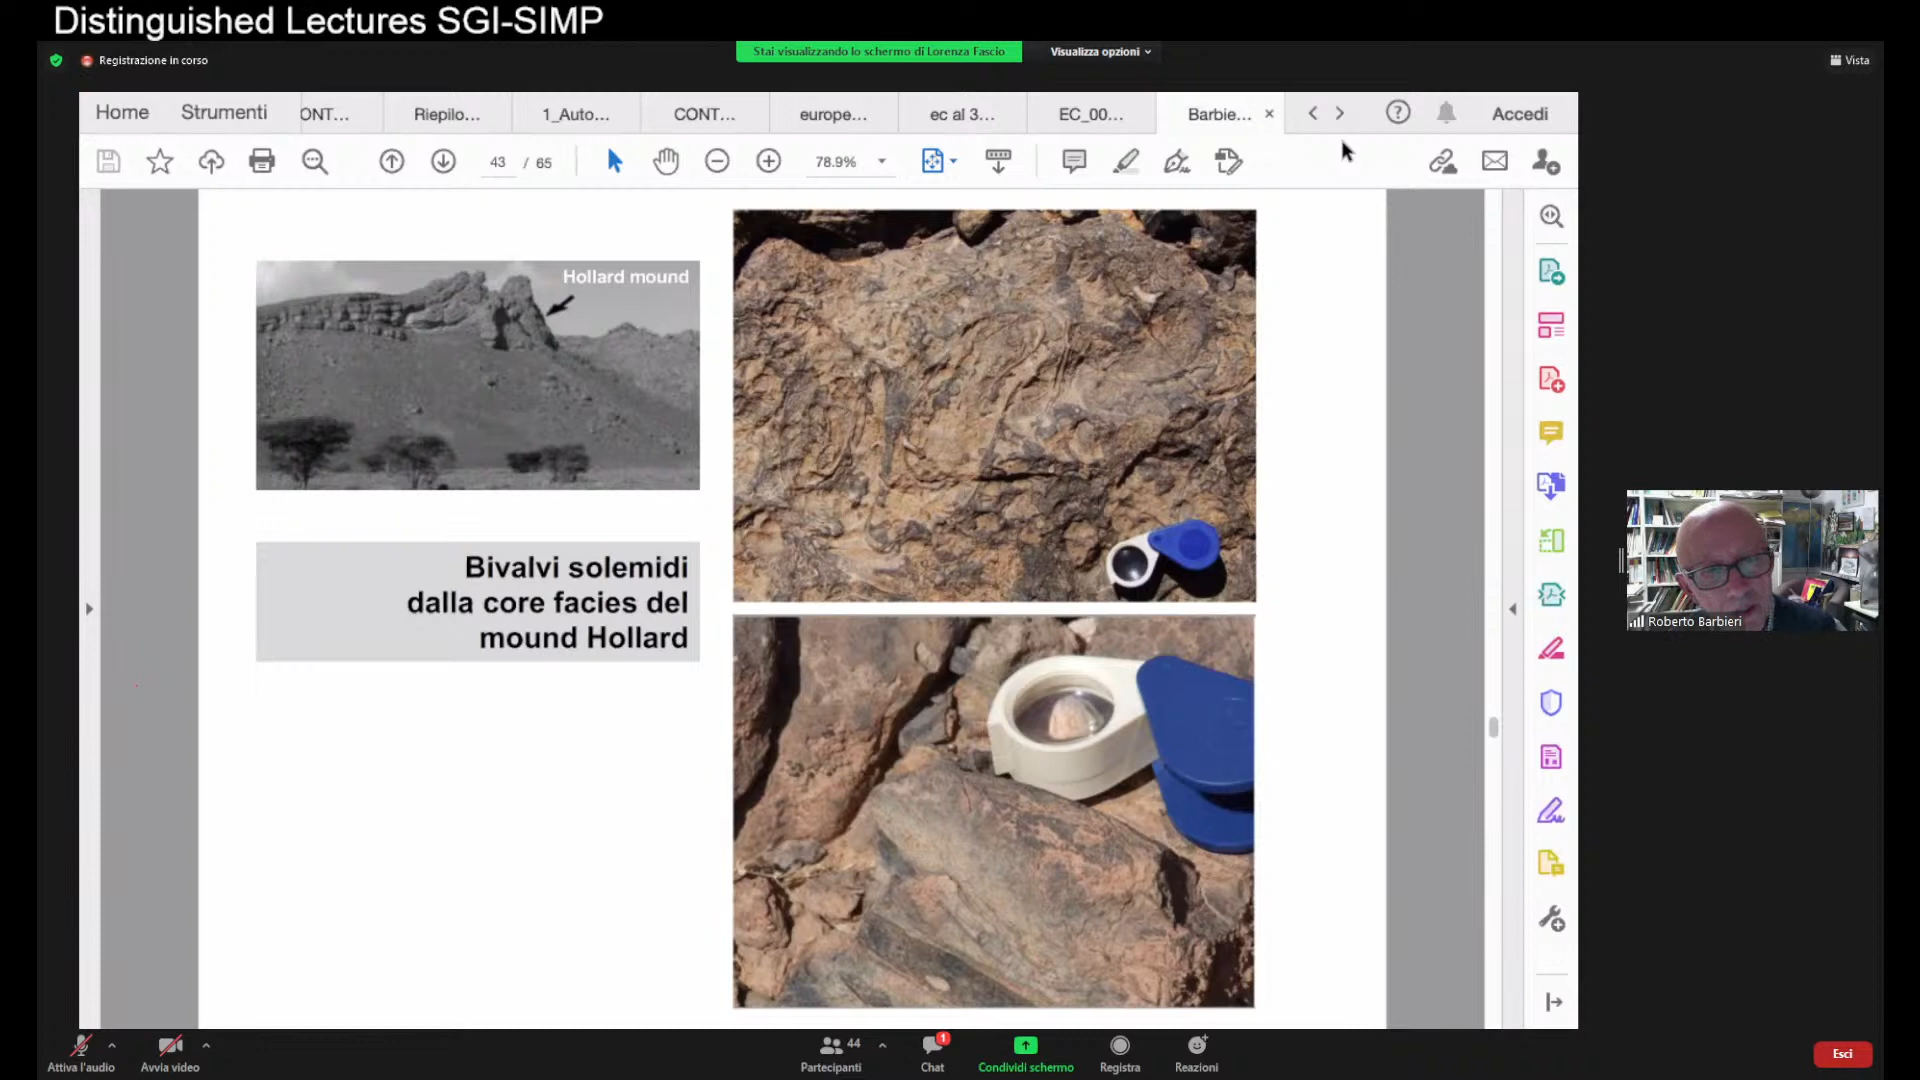 Distinguished Lectures SGI-SIMP
Stai visualizzando lo schermo di Lorenza Fascio
Visualizza opzioni
Registrazione in corso
Vista
Home
Strumenti
ONT...
Riepilo...
1_Auto...
CONT...
europe...
ec al 3...
EC_00...
Barbie...
Accedi
43 / 65
78.9%
Hollard mound
Bivalvi solemidi
dalla core facies del
mound Hollard
Roberto Barbieri
Attiva l'audio
Avvia video
44
Partecipanti
1
Chat
Condividi schermo
Registra
Reazioni
Esci